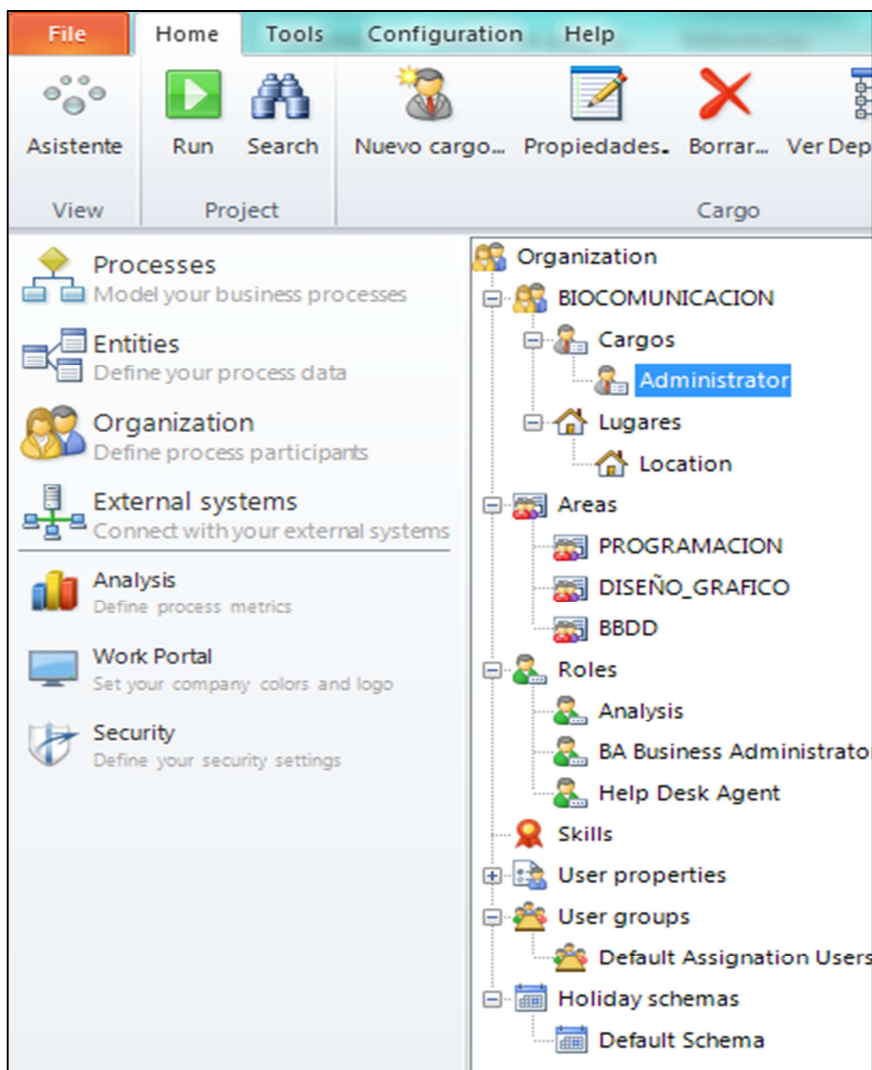 File Home Tools Configuration Help
Asistente Run Search Nuevo cargo... Propiedades. Borrar... Ver Dep
View Project Cargo
Processes
Model your business processes
Entities
Define your process data
Organization
Define process participants
External systems
Connect with your external systems
Analysis
Define process metrics
Work Portal
Set your company colors and logo
Security
Define your security settings
Organization
BIOCOMUNICACION
Cargos
Administrator
Lugares
Location
Areas
PROGRAMACION
DISEÑO_GRAFICO
BBDD
Roles
Analysis
BA Business Administrato
Help Desk Agent
Skills
User properties
User groups
Default Assignation Users
Holiday schemas
Default Schema